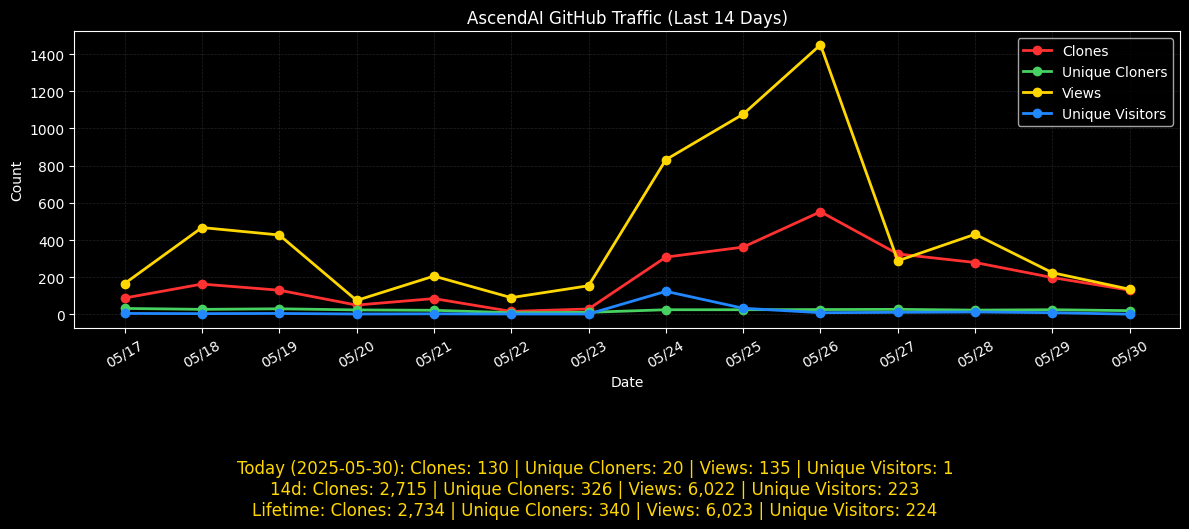 AscendAI GitHub Traffic (Last 14 Days)
1400
1200
1000
800
600
400
200
0
Count
Clones
Unique Cloners
Views
Unique Visitors
05/17 05/18 05/19 05/20 05/21 05/22 05/23 05/24 05/25 05/26 05/27 05/28 05/29 05/30
Date
Today (2025-05-30): Clones: 130 | Unique Cloners: 20 | Views: 135 | Unique Visitors: 1
14d: Clones: 2,715 | Unique Cloners: 326 | Views: 6,022 | Unique Visitors: 223
Lifetime: Clones: 2,734 | Unique Cloners: 340 | Views: 6,023 | Unique Visitors: 224